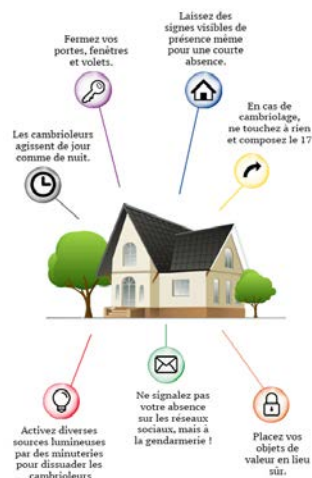 Fermez vos
portes, fenêtres
et volets.
Laissez des
signes visibles de
présence même
pour une courte
absence.
En cas de
cambriolage,
ne touchez à rien
et composez le 17
Les cambrioleurs
agissent de jour
comme de nuit.
Activez diverses
sources lumineuses
par des minuteries
pour dissuader les
cambrioleurs
Ne signalez pas
votre absence
sur les réseaux
sociaux, mais à
la gendarmerie !
Placez vos
objets de
valeur en lieu
sûr.